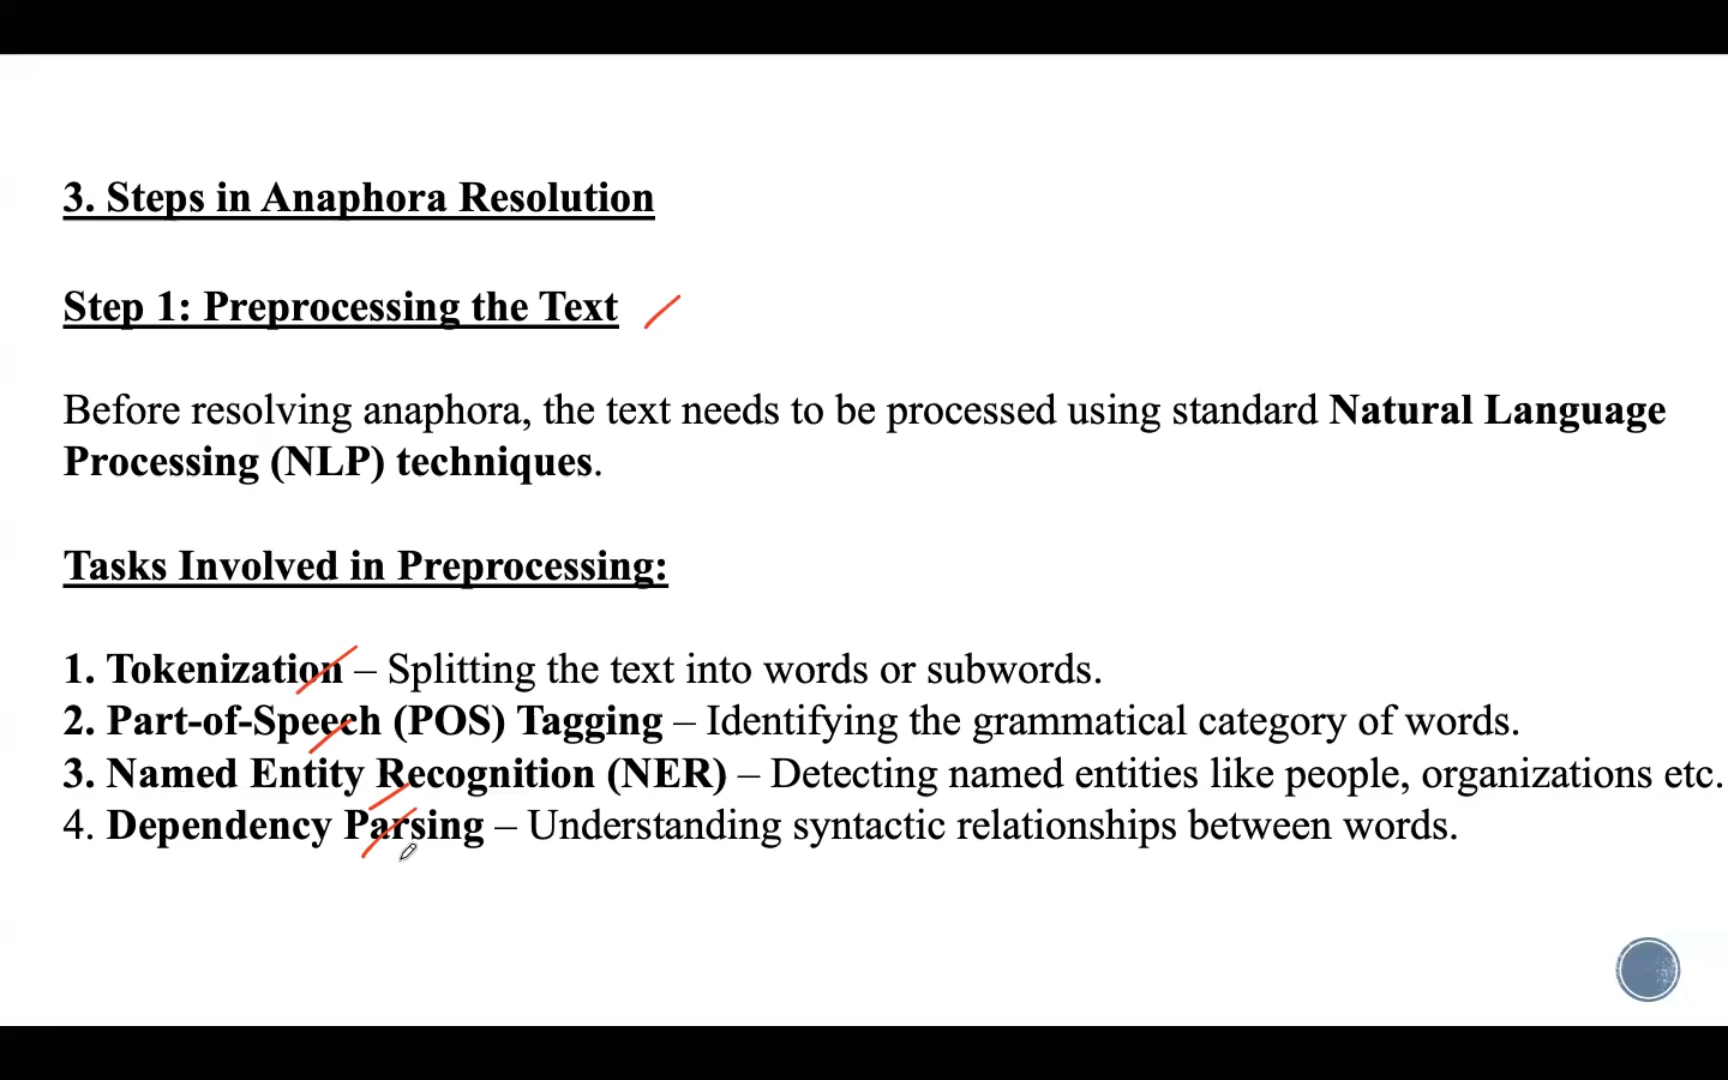 3. Steps in Anaphora Resolution
Step 1: Preprocessing the Text
Before resolving anaphora, the text needs to be processed using standard Natural Language
Processing (NLP) techniques.
Tasks Involved in Preprocessing:
1. Tokenization – Splitting the text into words or subwords.
2. Part-of-Speech (POS) Tagging – Identifying the grammatical category of words.
3. Named Entity Recognition (NER) – Detecting named entities like people, organizations etc.
4. Dependency Parsing – Understanding syntactic relationships between words.